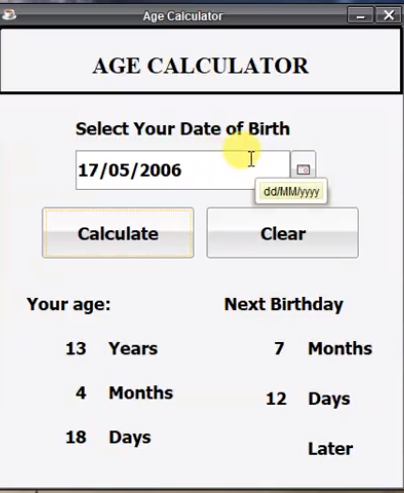 Age Calculator
AGE CALCULATOR
Select Your Date of Birth
17/05/2006
dd/MM/yyyy
Calculate Clear
Your age: Next Birthday
13 Years 7 Months
4 Months 12 Days
18 Days Later